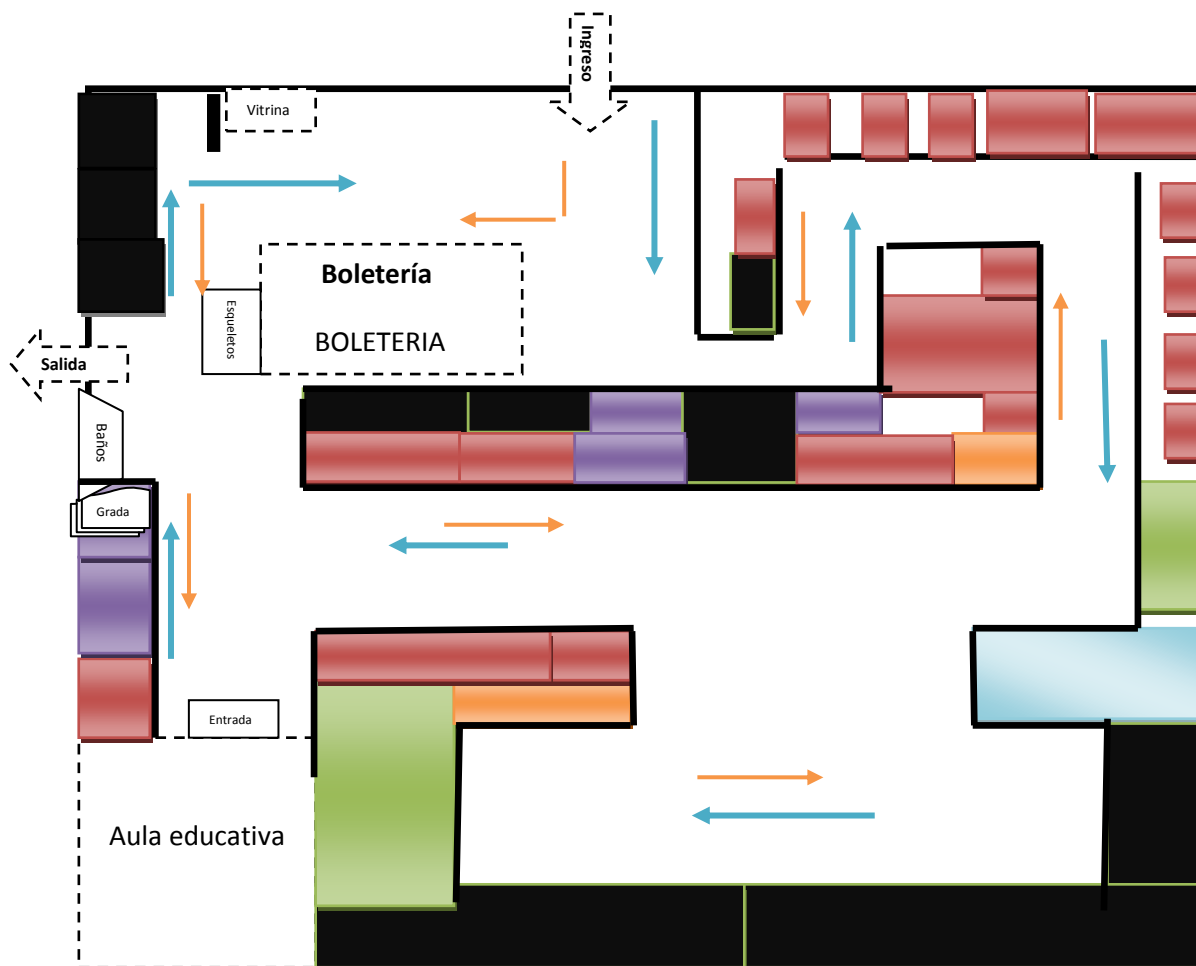 Ingreso
Vitrina
Boletería
BOLETERIA
Esqueletos
Salida
Baños
Grada
Entrada
Aula educativa